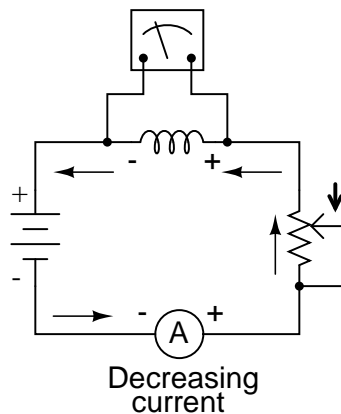 - +
+
-
- A +
Decreasing
current